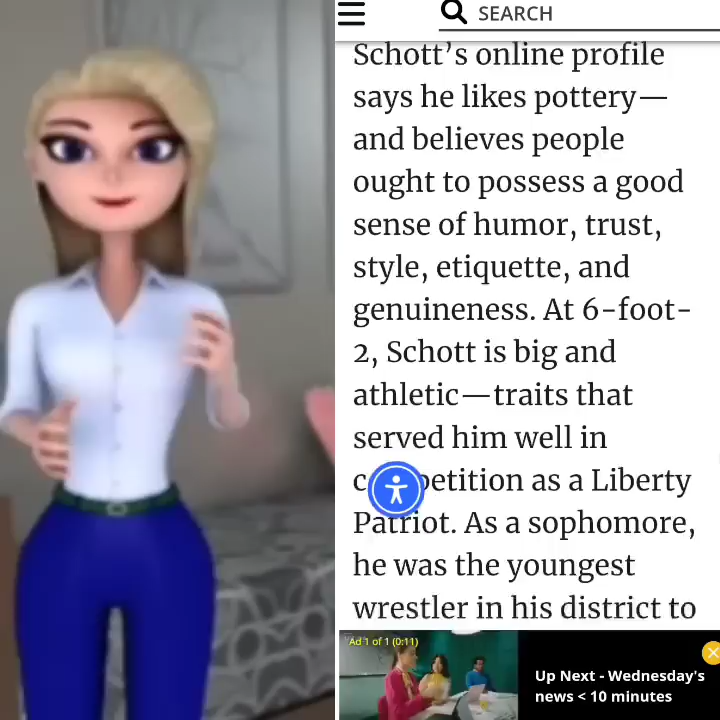 SEARCH
Schott's online profile
says he likes pottery—
and believes people
ought to possess a good
sense of humor, trust,
style, etiquette, and
genuineness. At 6-foot-
2, Schott is big and
athletic—traits that
served him well in
c petition as a Liberty
Patriot. As a sophomore,
he was the youngest
wrestler in his district to
Ad 1 of 1 (0:11)
Up Next - Wednesday's
news < 10 minutes